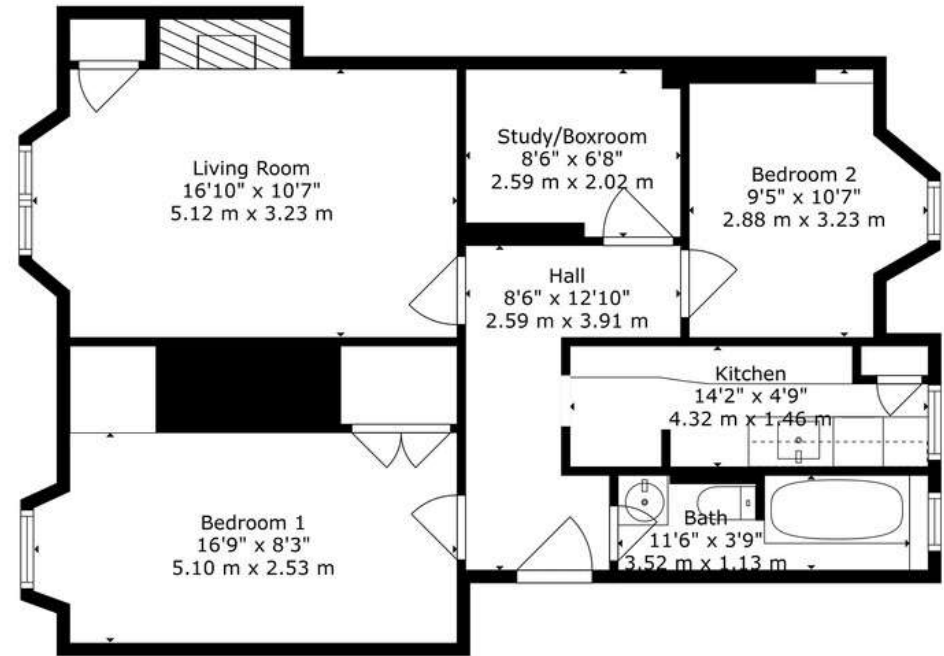 Living Room
16'10" x 10'7"
5.12 m x 3.23 m
Study/Boxroom
8'6" x 6'8"
2.59 m x 2.02 m
Bedroom 2
9'5" x 10'7"
2.88 m x 3.23 m
Hall
8'6" x 12'10"
2.59 m x 3.91 m
Kitchen
14'2" x 4'9"
4.32 m x 1.46 m
Bedroom 1
16'9" x 8'3"
5.10 m x 2.53 m
Bath
11'6" x 3'9"
3.52 m x 1.13 m